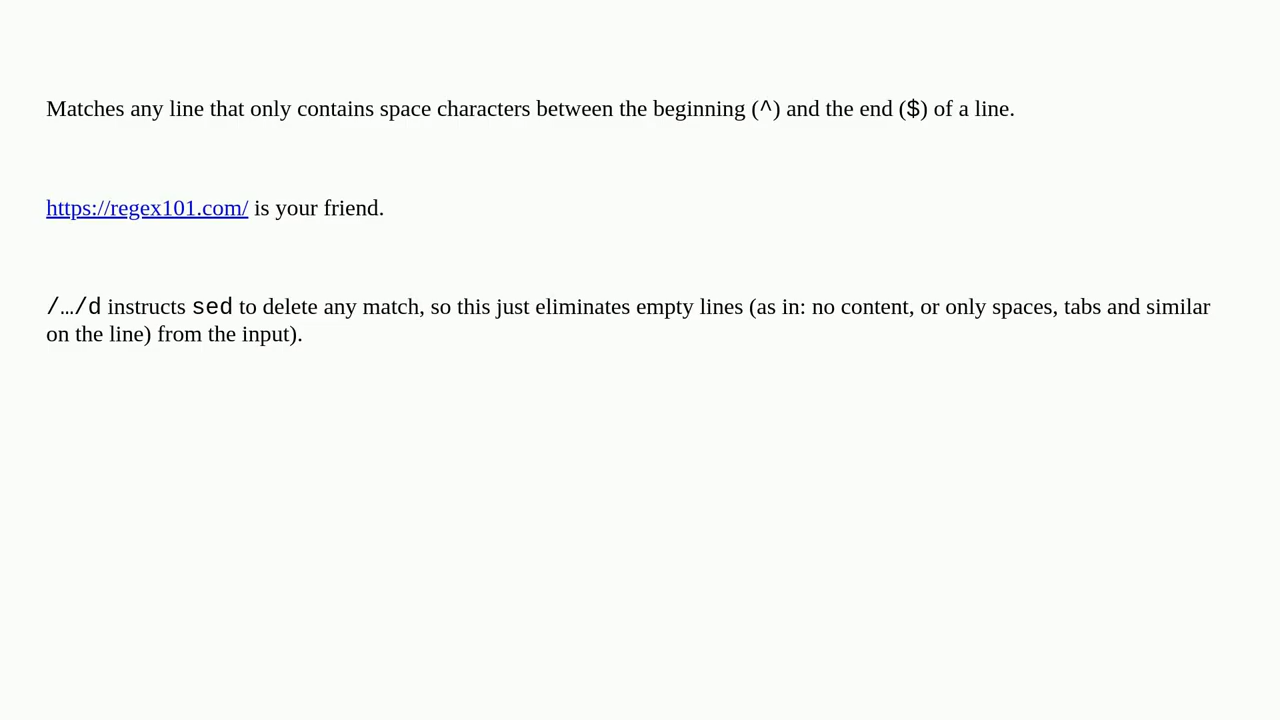 Matches any line that only contains space characters between the beginning (^) and the end ($) of a line.
https://regex101.com/ is your friend.
/…/d instructs sed to delete any match, so this just eliminates empty lines (as in: no content, or only spaces, tabs and similar
on the line) from the input).